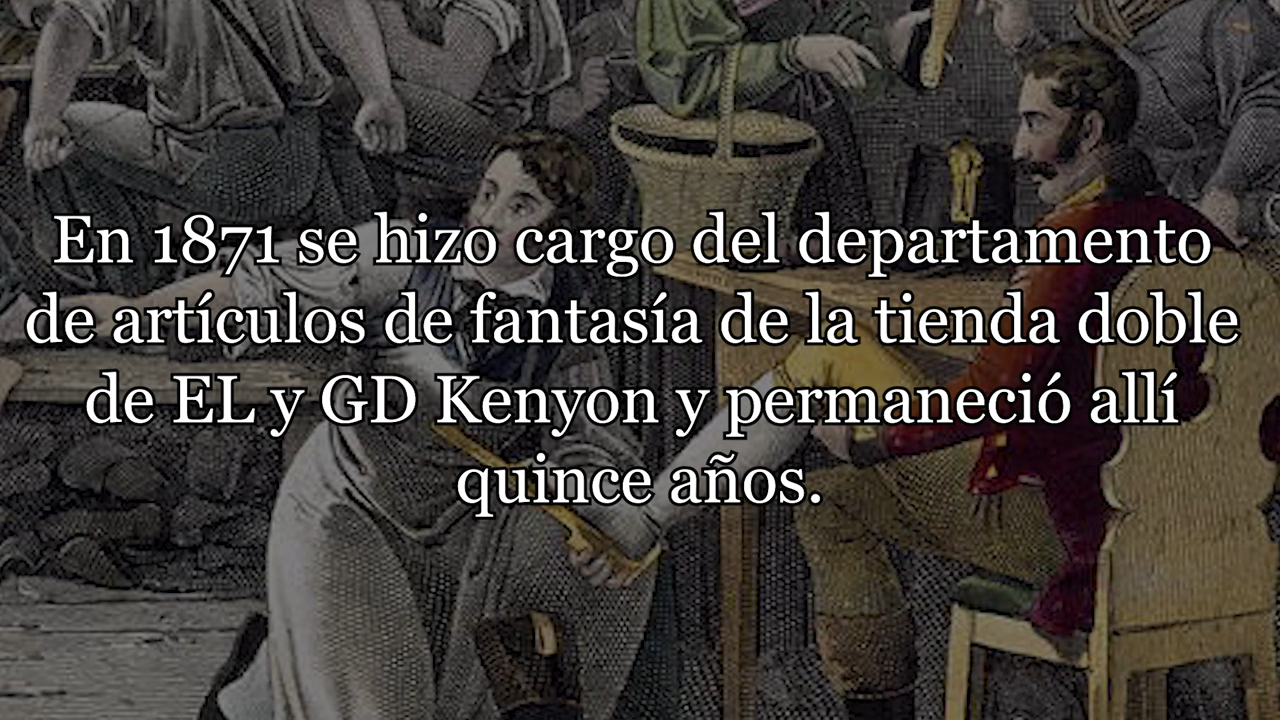 En 1871 se hizo cargo del departamento
de artículos de fantasía de la tienda doble
de EL y GD Kenyon y permaneció allí
quince años.